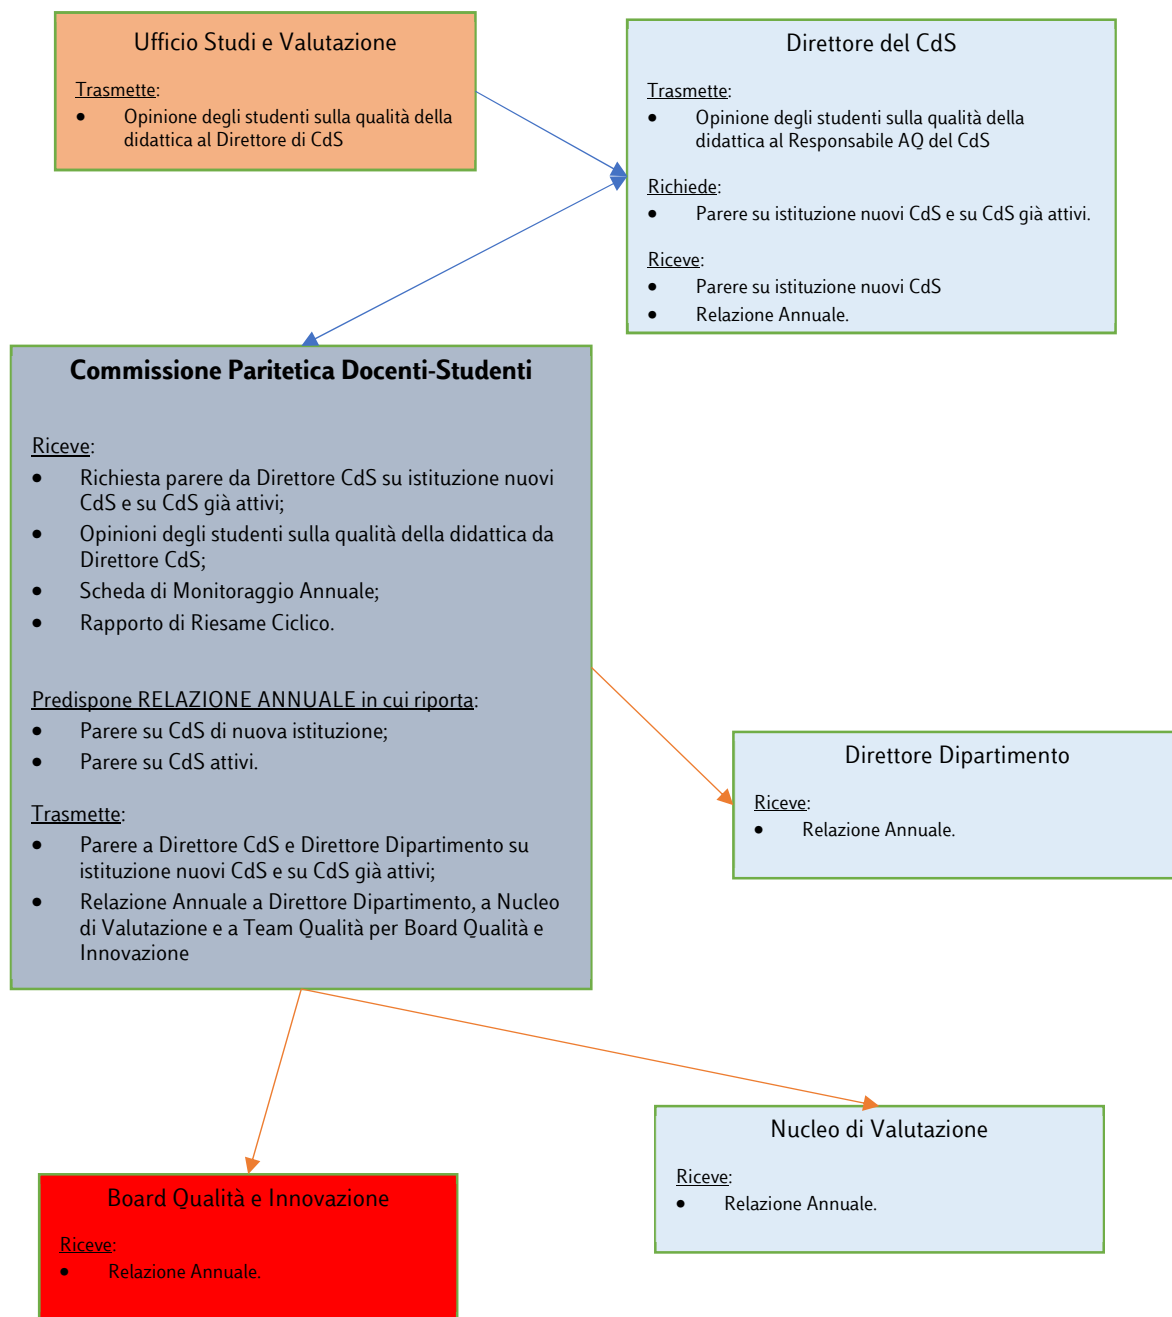 Ufficio Studi e Valutazione
Trasmette:
• Opinione degli studenti sulla qualità della
didattica al Direttore di CdS
Direttore del CdS
Trasmette:
• Opinione degli studenti sulla qualità della
didattica al Responsabile AQ del CdS
Richiede:
• Parere su istituzione nuovi CdS e su CdS già attivi.
Riceve:
• Parere su istituzione nuovi CdS
• Relazione Annuale.
Commissione Paritetica Docenti-Studenti
Riceve:
• Richiesta parere da Direttore CdS su istituzione nuovi
CdS e su CdS già attivi;
• Opinioni degli studenti sulla qualità della didattica da
Direttore CdS;
• Scheda di Monitoraggio Annuale;
• Rapporto di Riesame Ciclico.
Predispone RELAZIONE ANNUALE in cui riporta:
• Parere su CdS di nuova istituzione;
• Parere su CdS attivi.
Trasmette:
• Parere a Direttore CdS e Direttore Dipartimento su
istituzione nuovi CdS e su CdS già attivi;
• Relazione Annuale a Direttore Dipartimento, a Nucleo
di Valutazione e a Team Qualità per Board Qualità e
Innovazione
Direttore Dipartimento
Riceve:
• Relazione Annuale.
Nucleo di Valutazione
Riceve:
• Relazione Annuale.
Board Qualità e Innovazione
Riceve:
• Relazione Annuale.